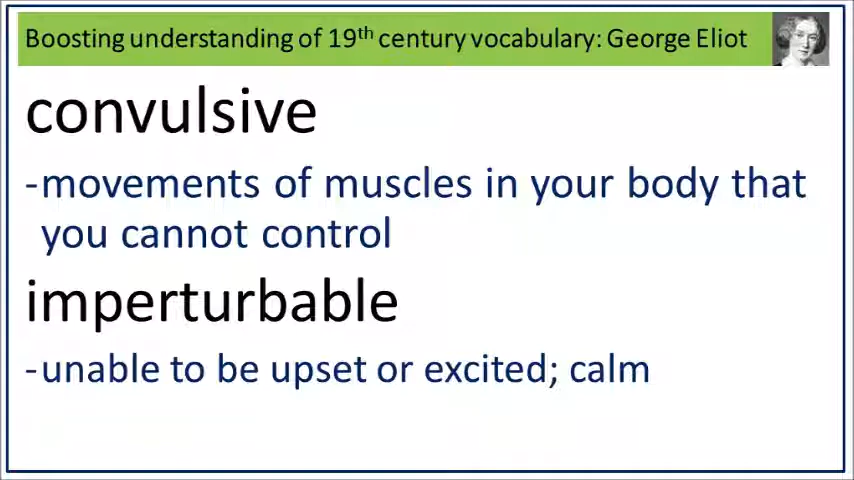 Boosting understanding of 19th century vocabulary: George Eliot
convulsive
-movements of muscles in your body that
you cannot control
imperturbable
-unable to be upset or excited; calm